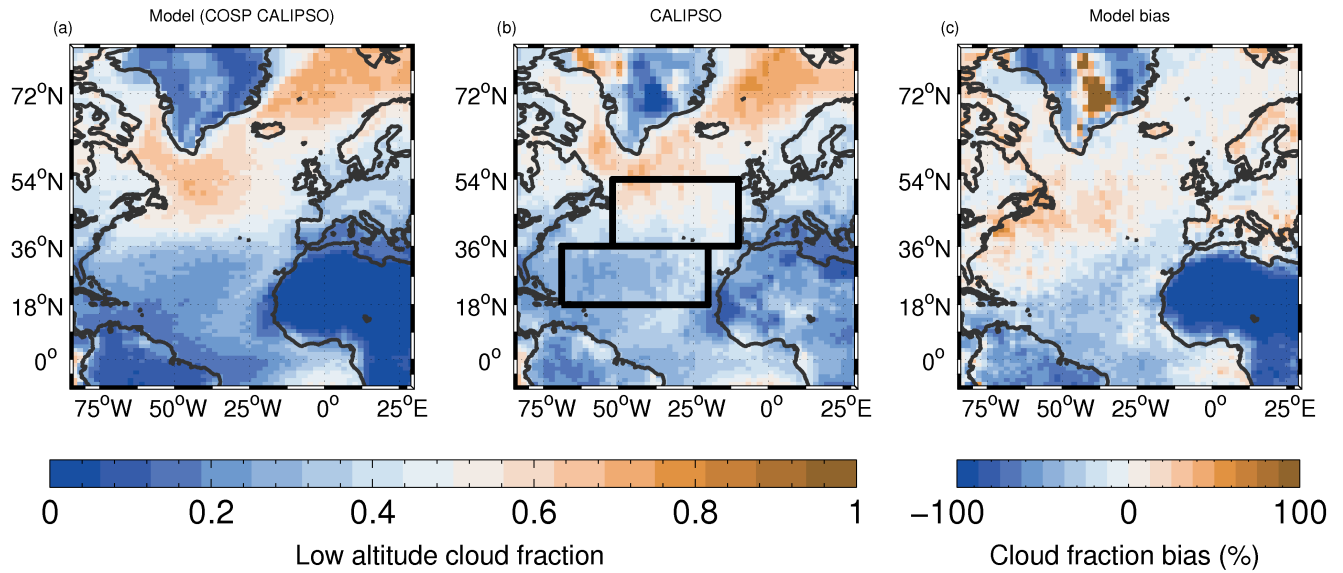 Model (COSP CALIPSO) CALIPSO Model bias
(a) (b) (c)
72°N 72°N 72°N
54°N 54°N 54°N
36°N 36°N 36°N
18°N 18°N 18°N
0° 0° 0°
75°W 50°W 25°W 0° 25°E 75°W 50°W 25°W 0° 25°E 75°W 50°W 25°W 0° 25°E
0 0.2 0.4 0.6 0.8 1 −100 0 100
Low altitude cloud fraction Cloud fraction bias (%)